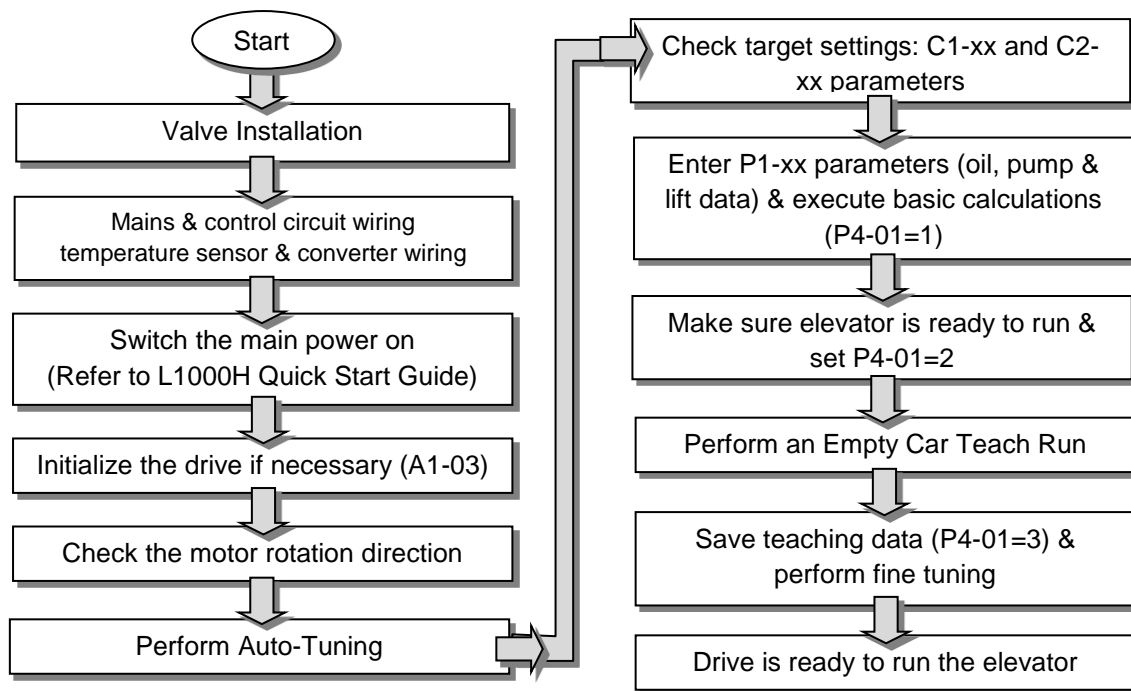 Start
Valve Installation
Mains & control circuit wiring
temperature sensor & converter wiring
Switch the main power on
(Refer to L1000H Quick Start Guide)
Initialize the drive if necessary (A1-03)
Check the motor rotation direction
Perform Auto-Tuning
Check target settings: C1-xx and C2-
xx parameters
Enter P1-xx parameters (oil, pump &
lift data) & execute basic calculations
(P4-01=1)
Make sure elevator is ready to run &
set P4-01=2
Perform an Empty Car Teach Run
Save teaching data (P4-01=3) &
perform fine tuning
Drive is ready to run the elevator